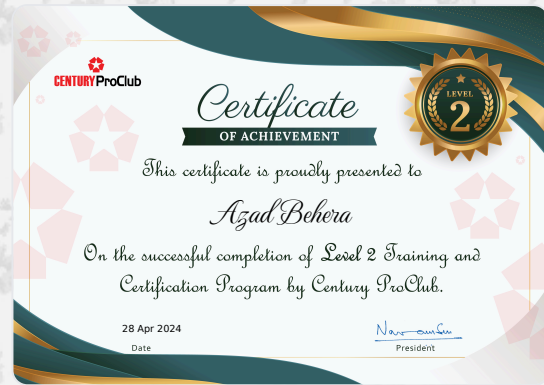 CENTURY ProClub
Certificate
OF ACHIEVEMENT
LEVEL
2
This certificate is proudly presented to
Azad Behera
On the successful completion of Level 2 Training and
Certification Program by Century ProClub.
28 Apr 2024
Date
President